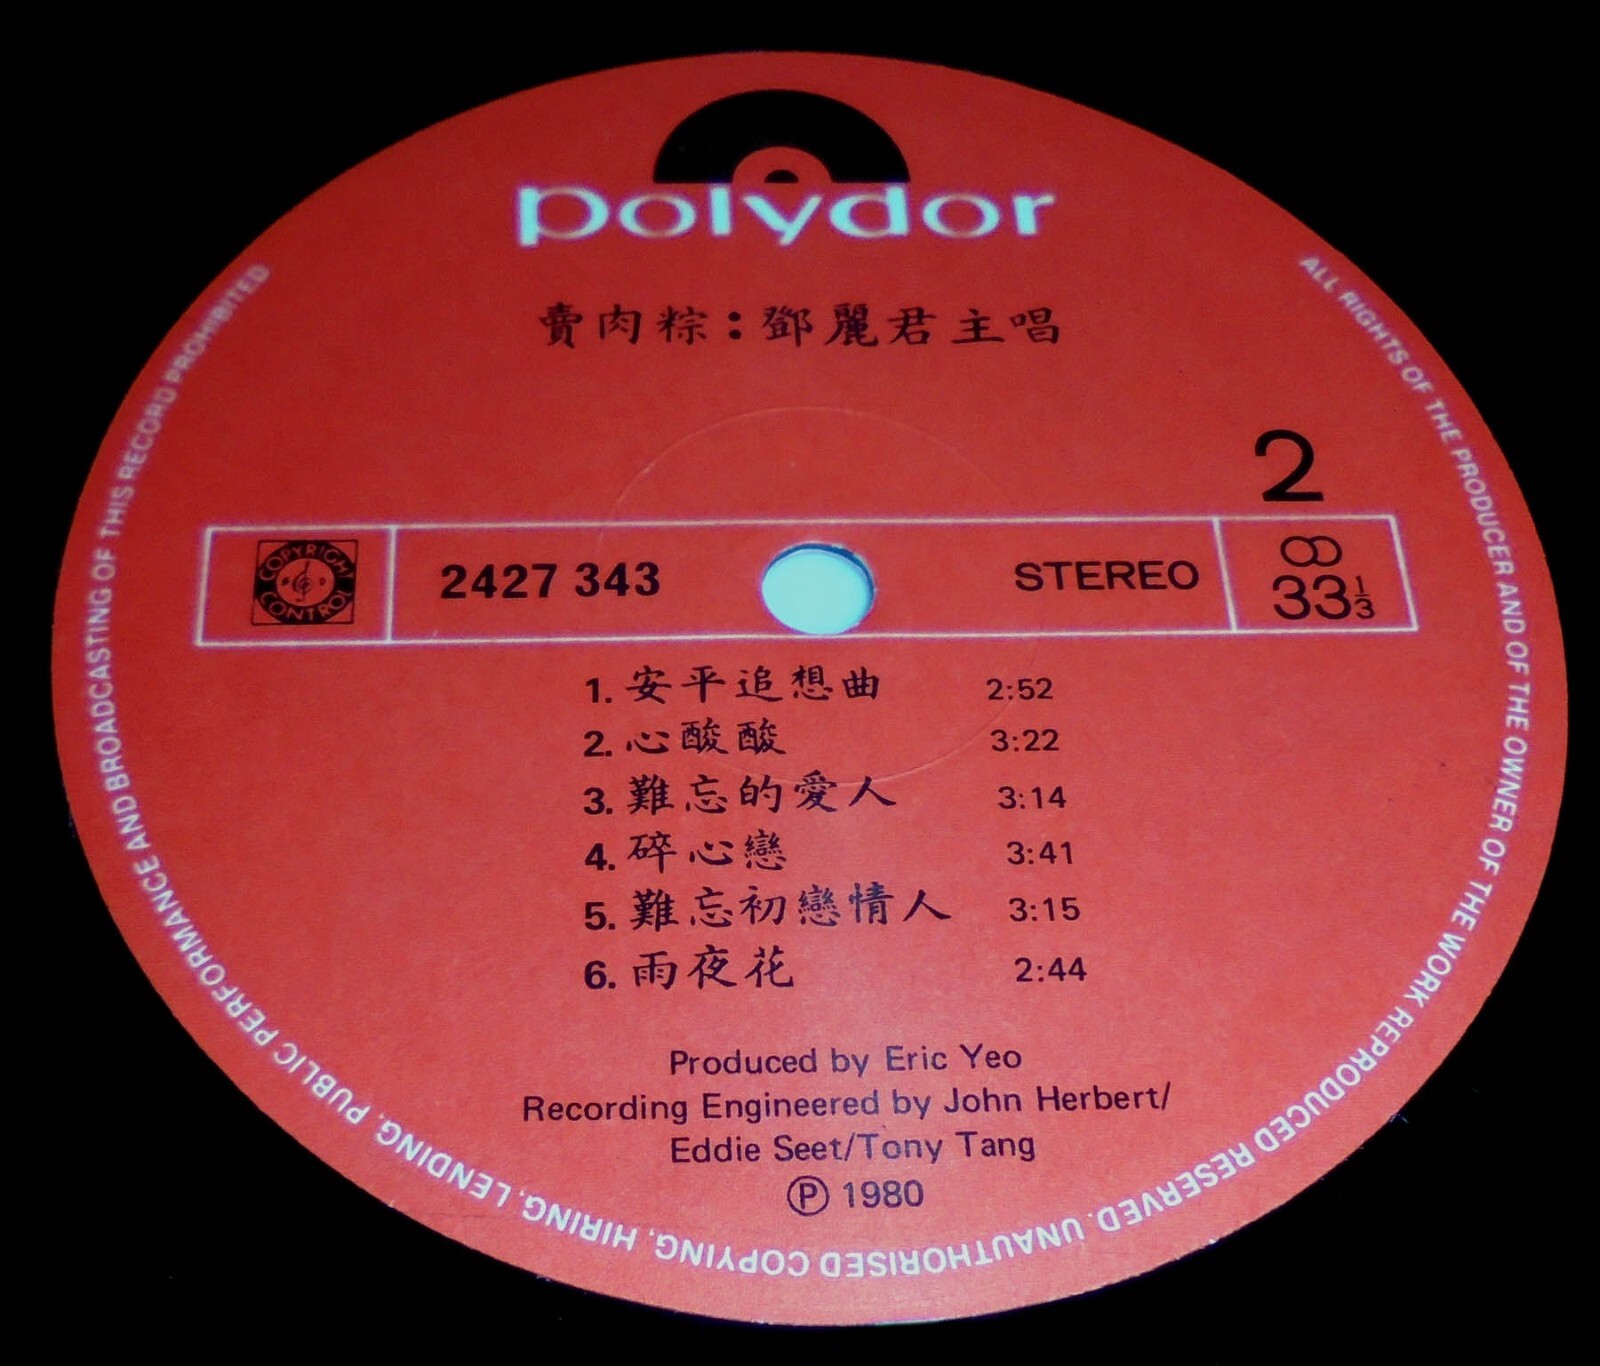 polydor
賣肉粽：鄧麗君主唱
2
COPYRIGHT CONTROL
2427 343
STEREO
33⅓
1. 安平追想曲 2:52
2. 心酸酸 3:22
3. 難忘的愛人 3:14
4. 碎心戀 3:41
5. 難忘初戀情人 3:15
6. 雨夜花 2:44
Produced by Eric Yeo
Recording Engineered by John Herbert/
Eddie Seet/Tony Tang
Ⓟ 1980
ALL RIGHTS OF THE PRODUCER AND OF THE OWNER OF THE WORK REPRODUCED RESERVED. UNAUTHORISED COPYING, HIRING, LENDING, PUBLIC PERFORMANCE AND BROADCASTING OF THIS RECORD PROHIBITED